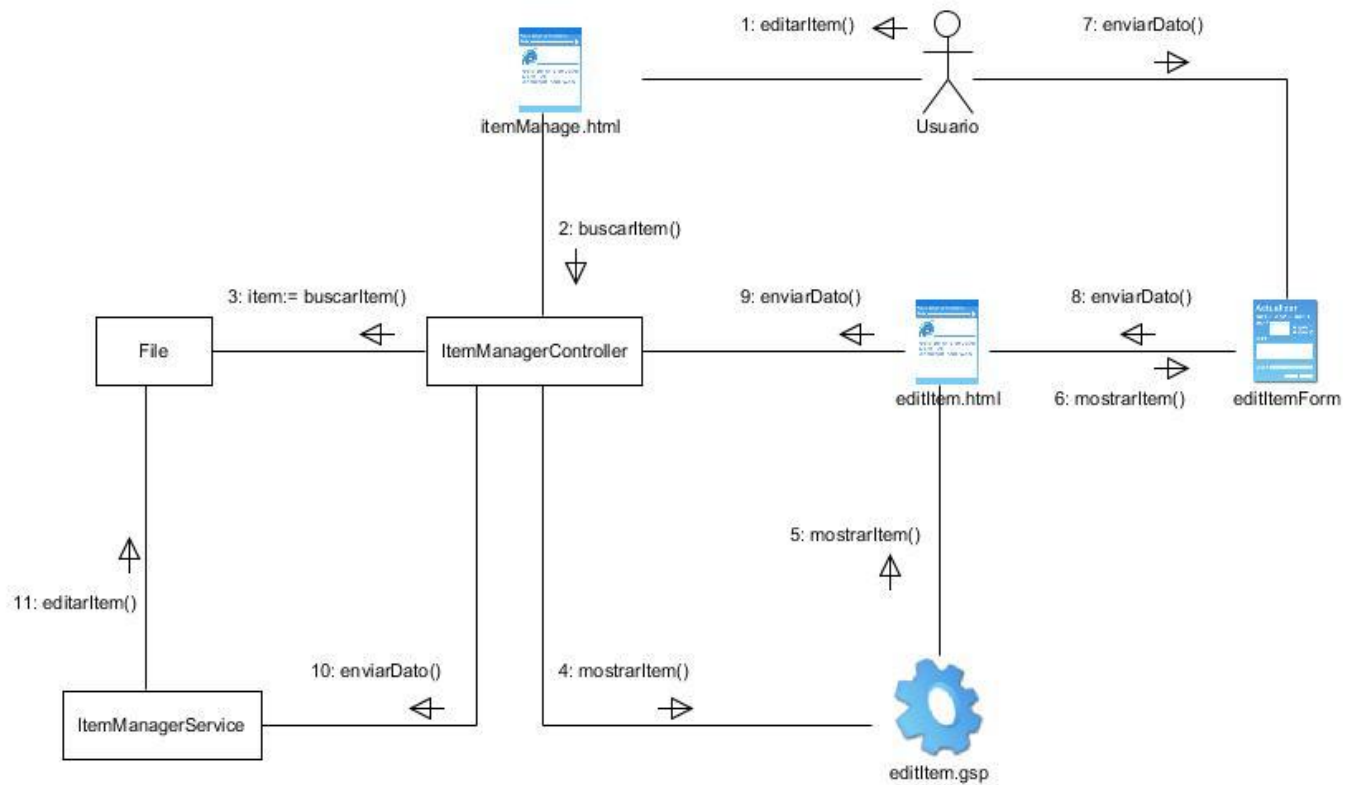 1: editarItem()
7: enviarDato()
itemManage.html
Usuario
2: buscarItem()
3: item:= buscarItem()
9: enviarDato()
8: enviarDato()
Actualizar
File
ItemManagerController
editItem.html
6: mostrarItem()
editItemForm
5: mostrarItem()
11: editarItem()
10: enviarDato()
4: mostrarItem()
ItemManagerService
editItem.gsp